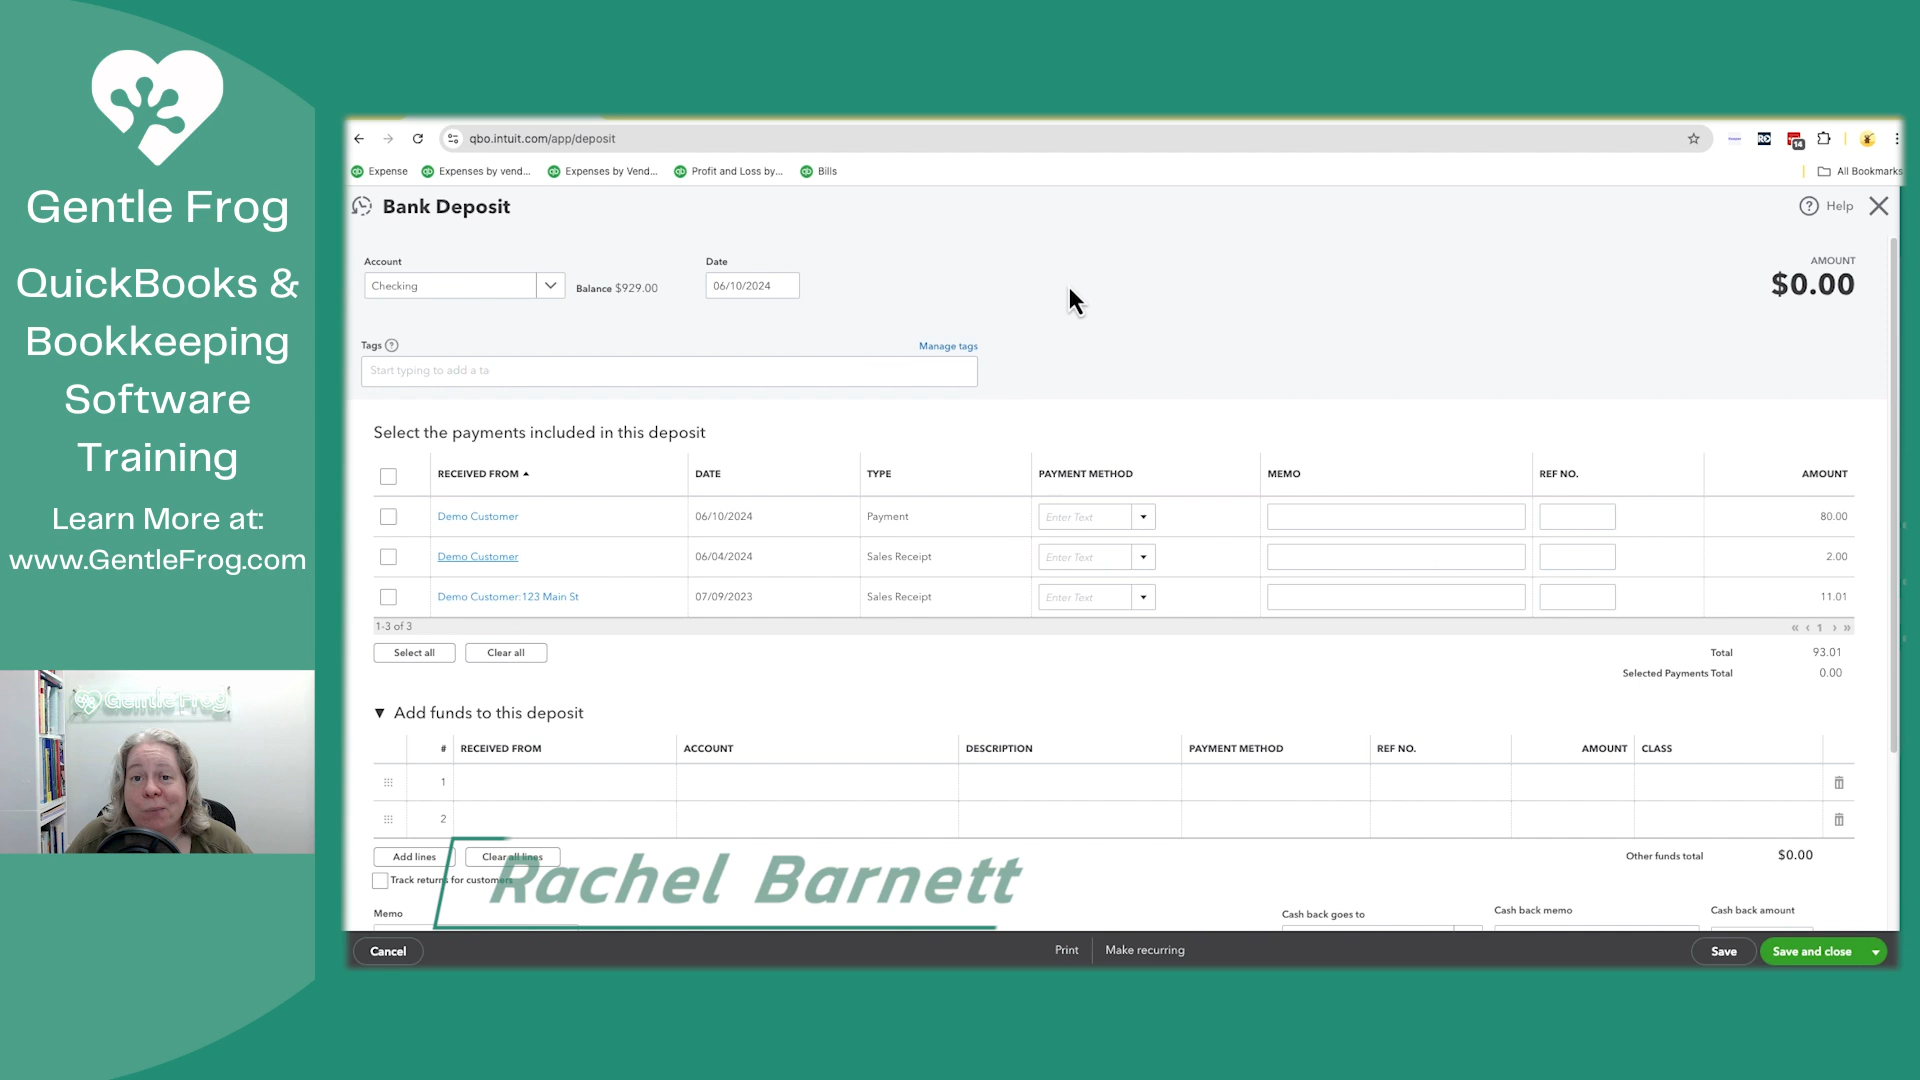 Gentle Frog
QuickBooks &
Bookkeeping
Software
Training
Learn More at:
www.GentleFrog.com
Gentle Frog
qbo.intuit.com/app/deposit
14
Expense
Expenses by vend...
Expenses by Vend...
Profit and Loss by...
Bills
All Bookmarks
Bank Deposit
? Help
Account
Checking
Balance $929.00
Date
06/10/2024
AMOUNT
$0.00
Tags ?
Manage tags
Start typing to add a ta
Select the payments included in this deposit
RECEIVED FROM DATE TYPE PAYMENT METHOD MEMO REF NO. AMOUNT
Demo Customer 06/10/2024 Payment Enter Text 80.00
Demo Customer 06/04/2024 Sales Receipt Enter Text 2.00
Demo Customer:123 Main St 07/09/2023 Sales Receipt Enter Text 11.01
1-3 of 3 « ‹ 1 › »
Select all Clear all Total 93.01
Selected Payments Total 0.00
Add funds to this deposit
# RECEIVED FROM ACCOUNT DESCRIPTION PAYMENT METHOD REF NO. AMOUNT CLASS
1
2
Add lines Clear all lines Other funds total $0.00
Track returns for customers
Rachel Barnett
Memo Cash back goes to Cash back memo Cash back amount
Cancel Print Make recurring Save Save and close